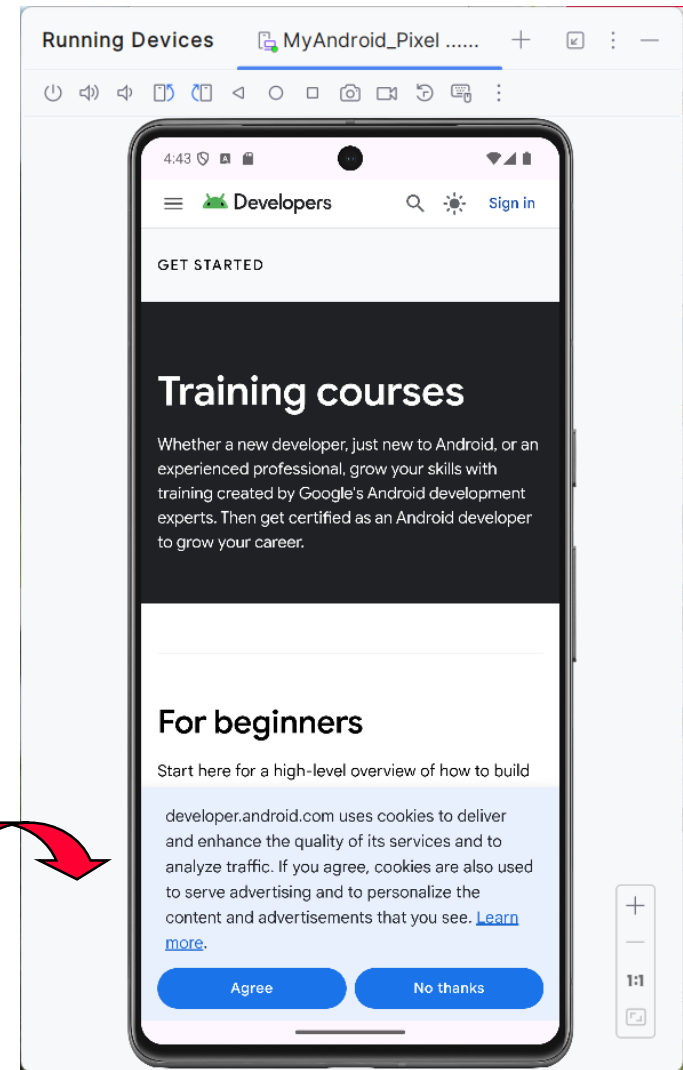 Running Devices MyAndroid_Pixel ......
4:43
Developers Sign in
GET STARTED
Training courses
Whether a new developer, just new to Android, or an
experienced professional, grow your skills with
training created by Google's Android development
experts. Then get certified as an Android developer
to grow your career.
For beginners
Start here for a high-level overview of how to build
developer.android.com uses cookies to deliver
and enhance the quality of its services and to
analyze traffic. If you agree, cookies are also used
to serve advertising and to personalize the
content and advertisements that you see. Learn
more.
Agree No thanks
1:1